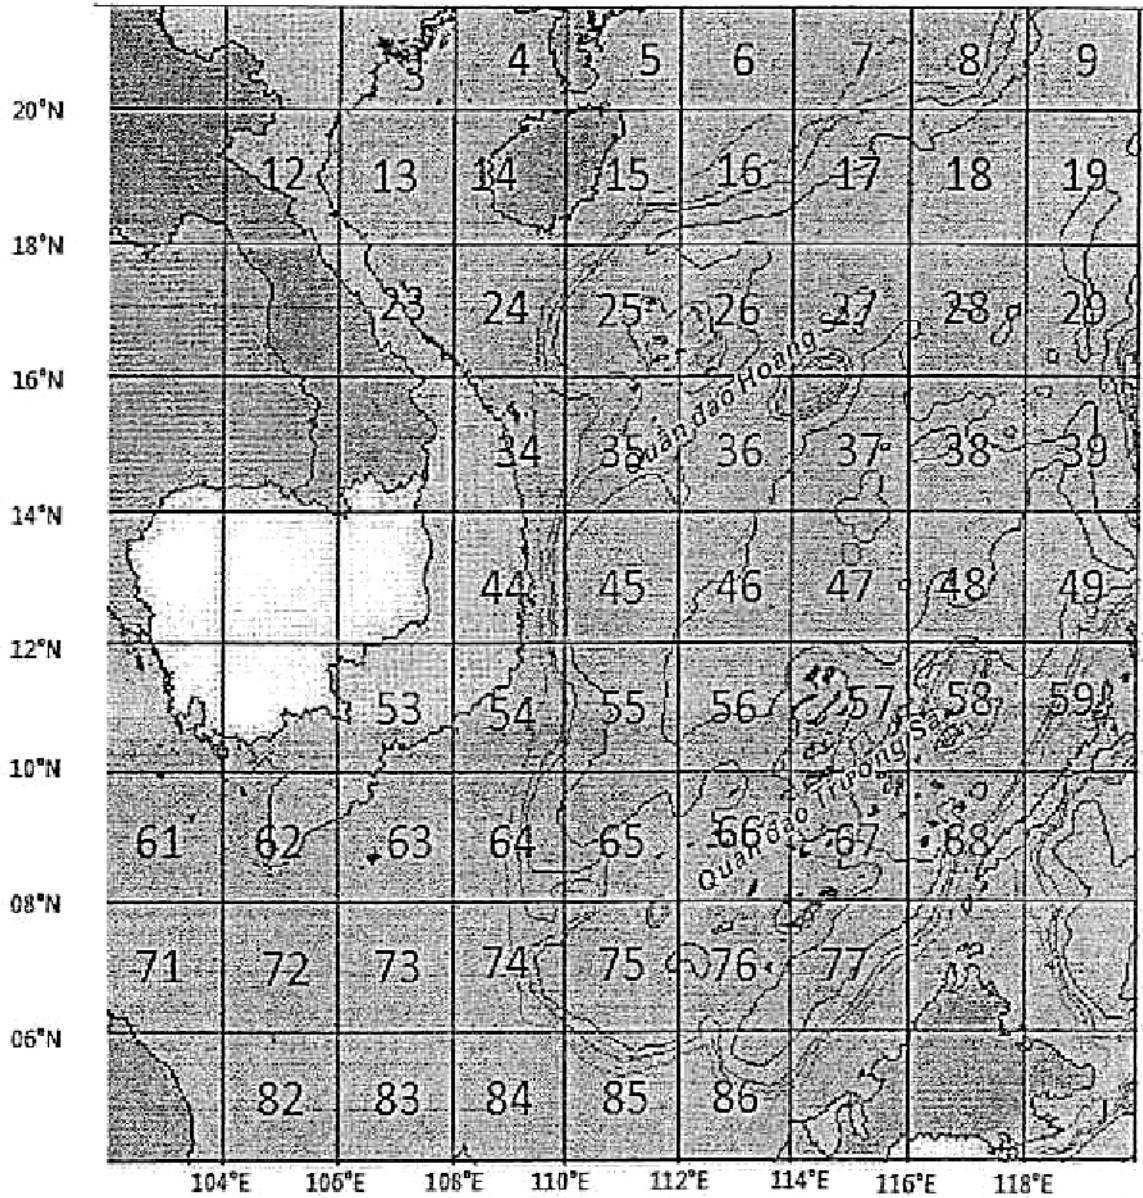 3 4 5 6 7 8 9
20°N
12 13 14 15 16 17 18 19
18°N
23 24 25 26 27 28 29
Quần đảo Hoàng
16°N
34 35 36 37 38 39
14°N
44 45 46 47 48 49
12°N
53 54 55 56 57 58 59
Quần đảo Trường Sa
10°N
61 62 63 64 65 66 67 68
08°N
71 72 73 74 75 76 77
06°N
82 83 84 85 86
104°E 106°E 108°E 110°E 112°E 114°E 116°E 118°E